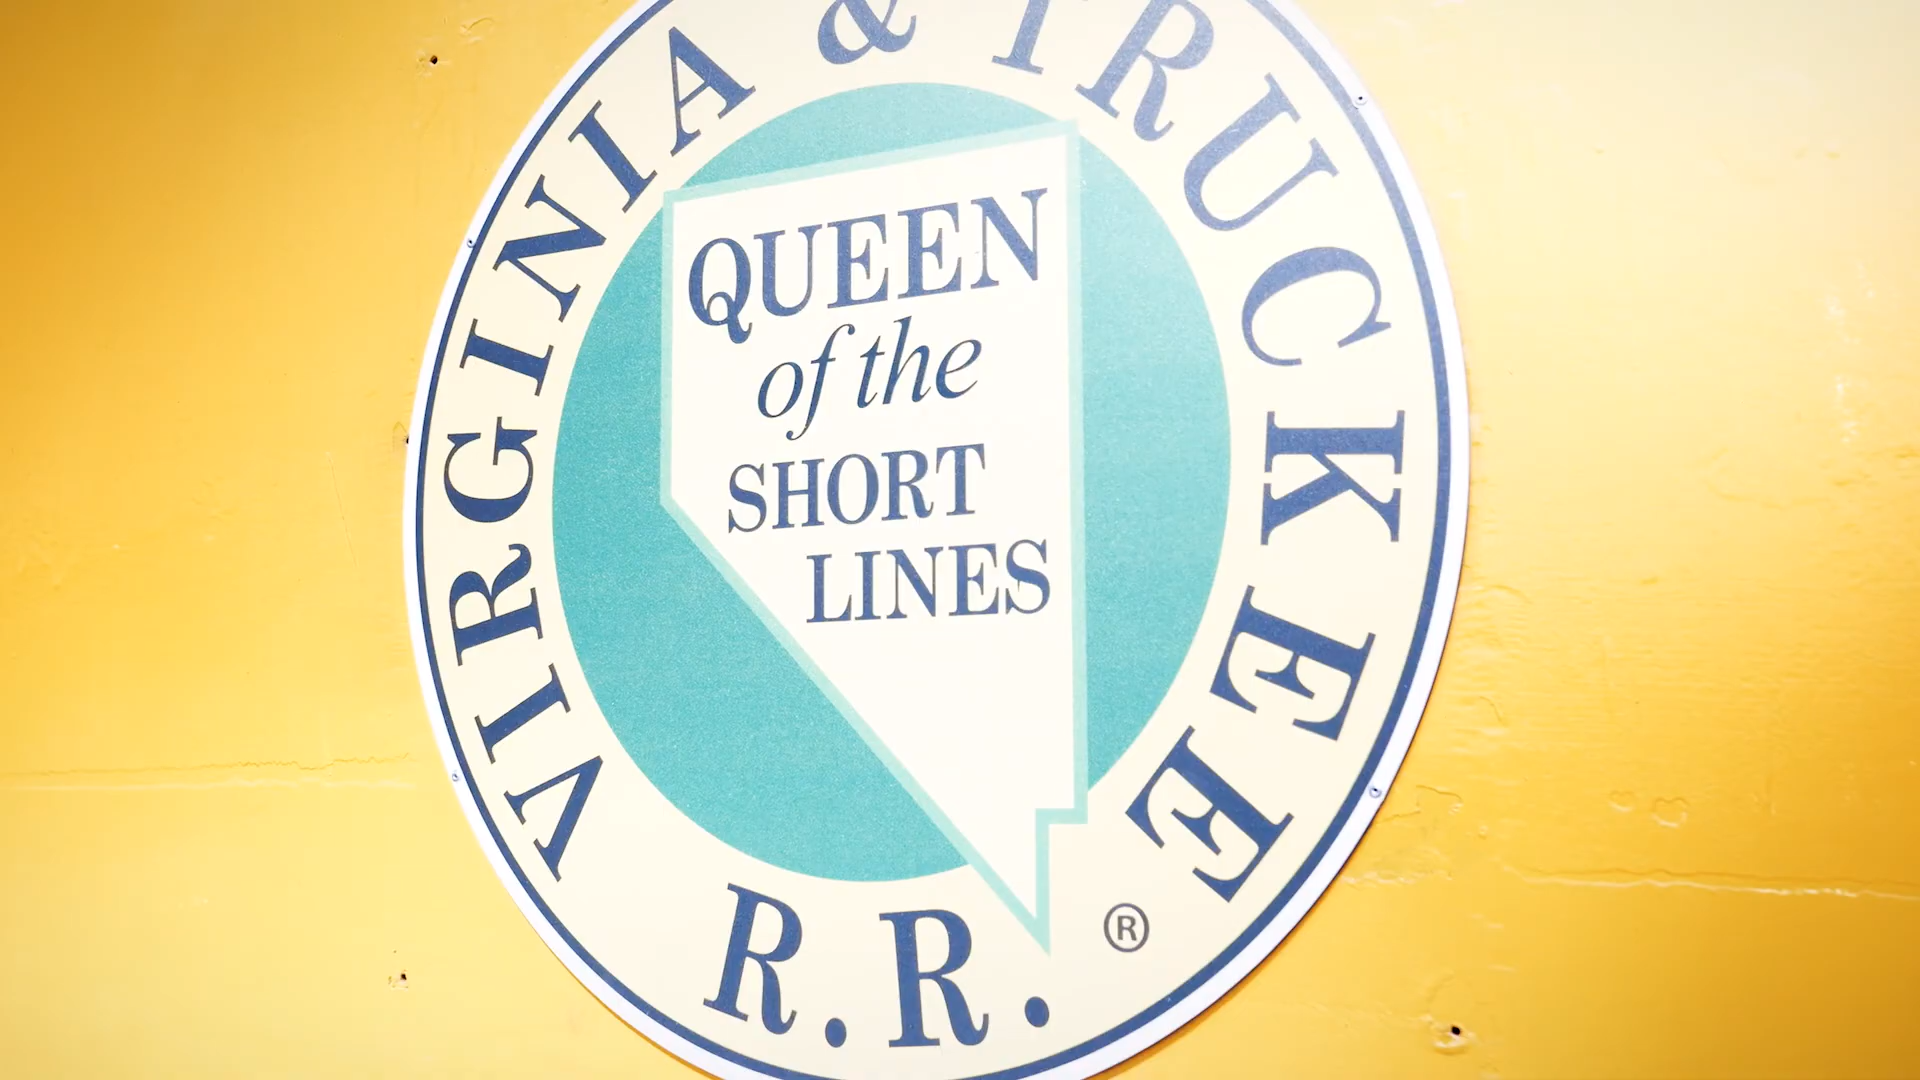 VIRGINIA & TRUCKEE
QUEEN
of the
SHORT
LINES
R.R. ®